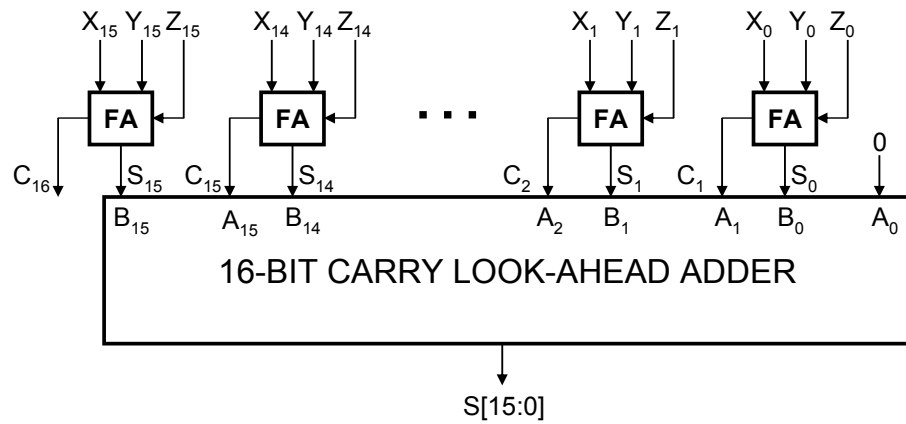 X15 Y15 Z15 X14 Y14 Z14 X1 Y1 Z1 X0 Y0 Z0
FA FA ... FA FA
0
C16 S15 C15 S14 C2 S1 C1 S0
B15 A15 B14 A2 B1 A1 B0 A0
16-BIT CARRY LOOK-AHEAD ADDER
S[15:0]